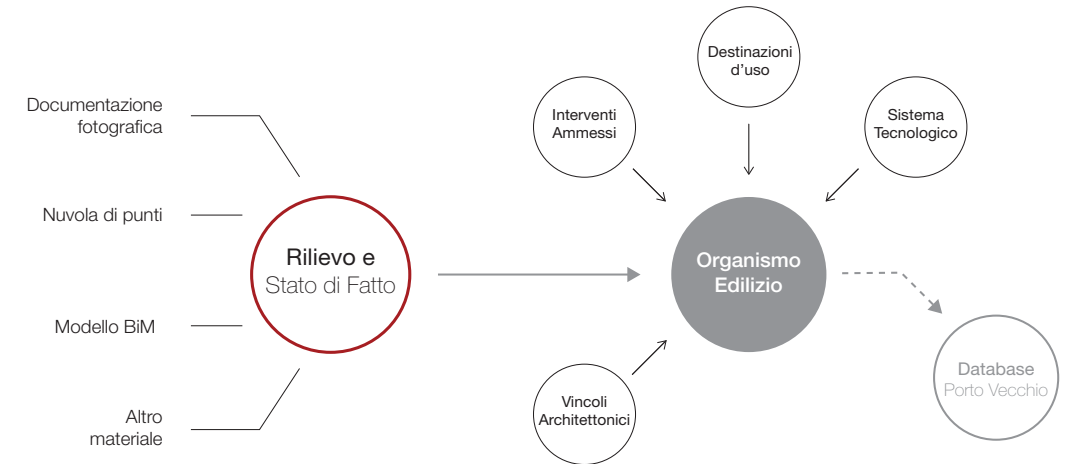 Documentazione
fotografica
Nuvola di punti
Modello BiM
Altro
materiale
Rilievo e
Stato di Fatto
Interventi
Ammessi
Destinazioni
d'uso
Sistema
Tecnologico
Organismo
Edilizio
Vincoli
Architettonici
Database
Porto Vecchio